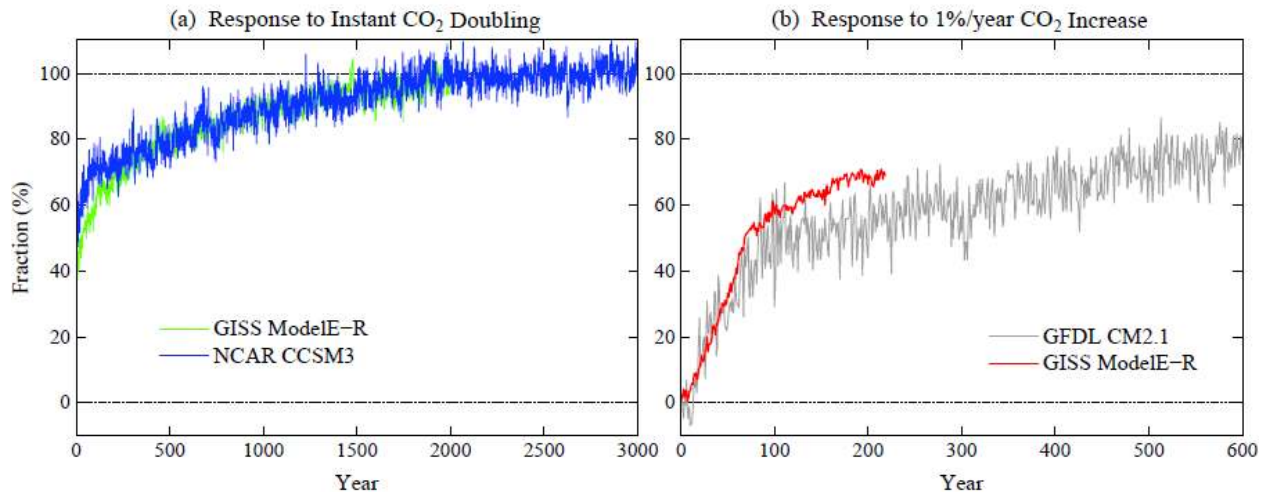 (a) Response to Instant CO₂ Doubling
(b) Response to 1%/year CO₂ Increase
Fraction (%)
100
80
60
40
20
0
GISS ModelE−R
NCAR CCSM3
0 500 1000 1500 2000 2500 3000
Year
100
80
60
40
20
0
GFDL CM2.1
GISS ModelE−R
0 100 200 300 400 500 600
Year